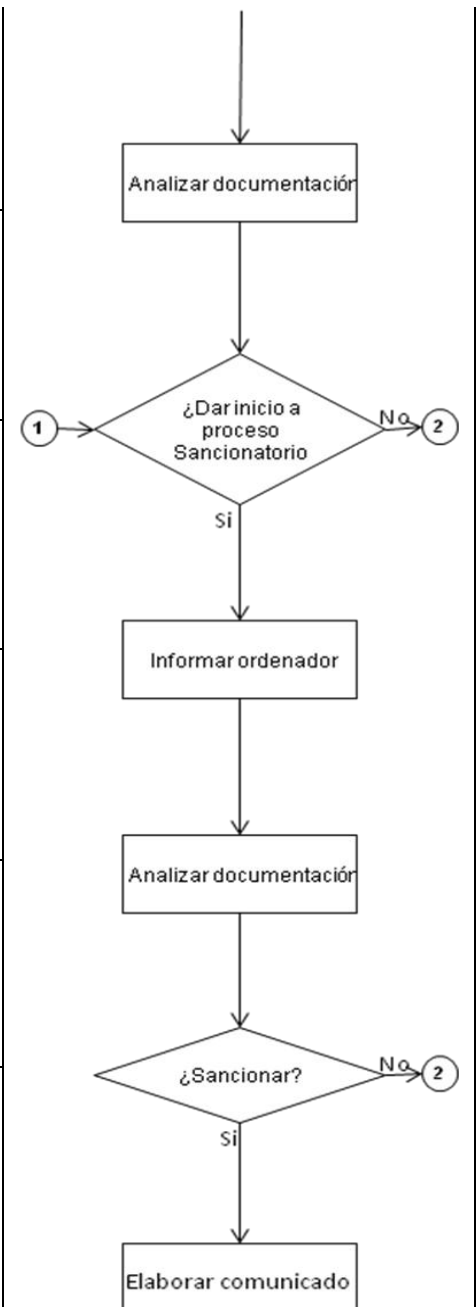 Analizar documentación
¿Dar inicio a
proceso
Sancionatorio
1
No
2
Si
Informar ordenador
Analizar documentación
¿Sancionar?
No
2
Si
Elaborar comunicado